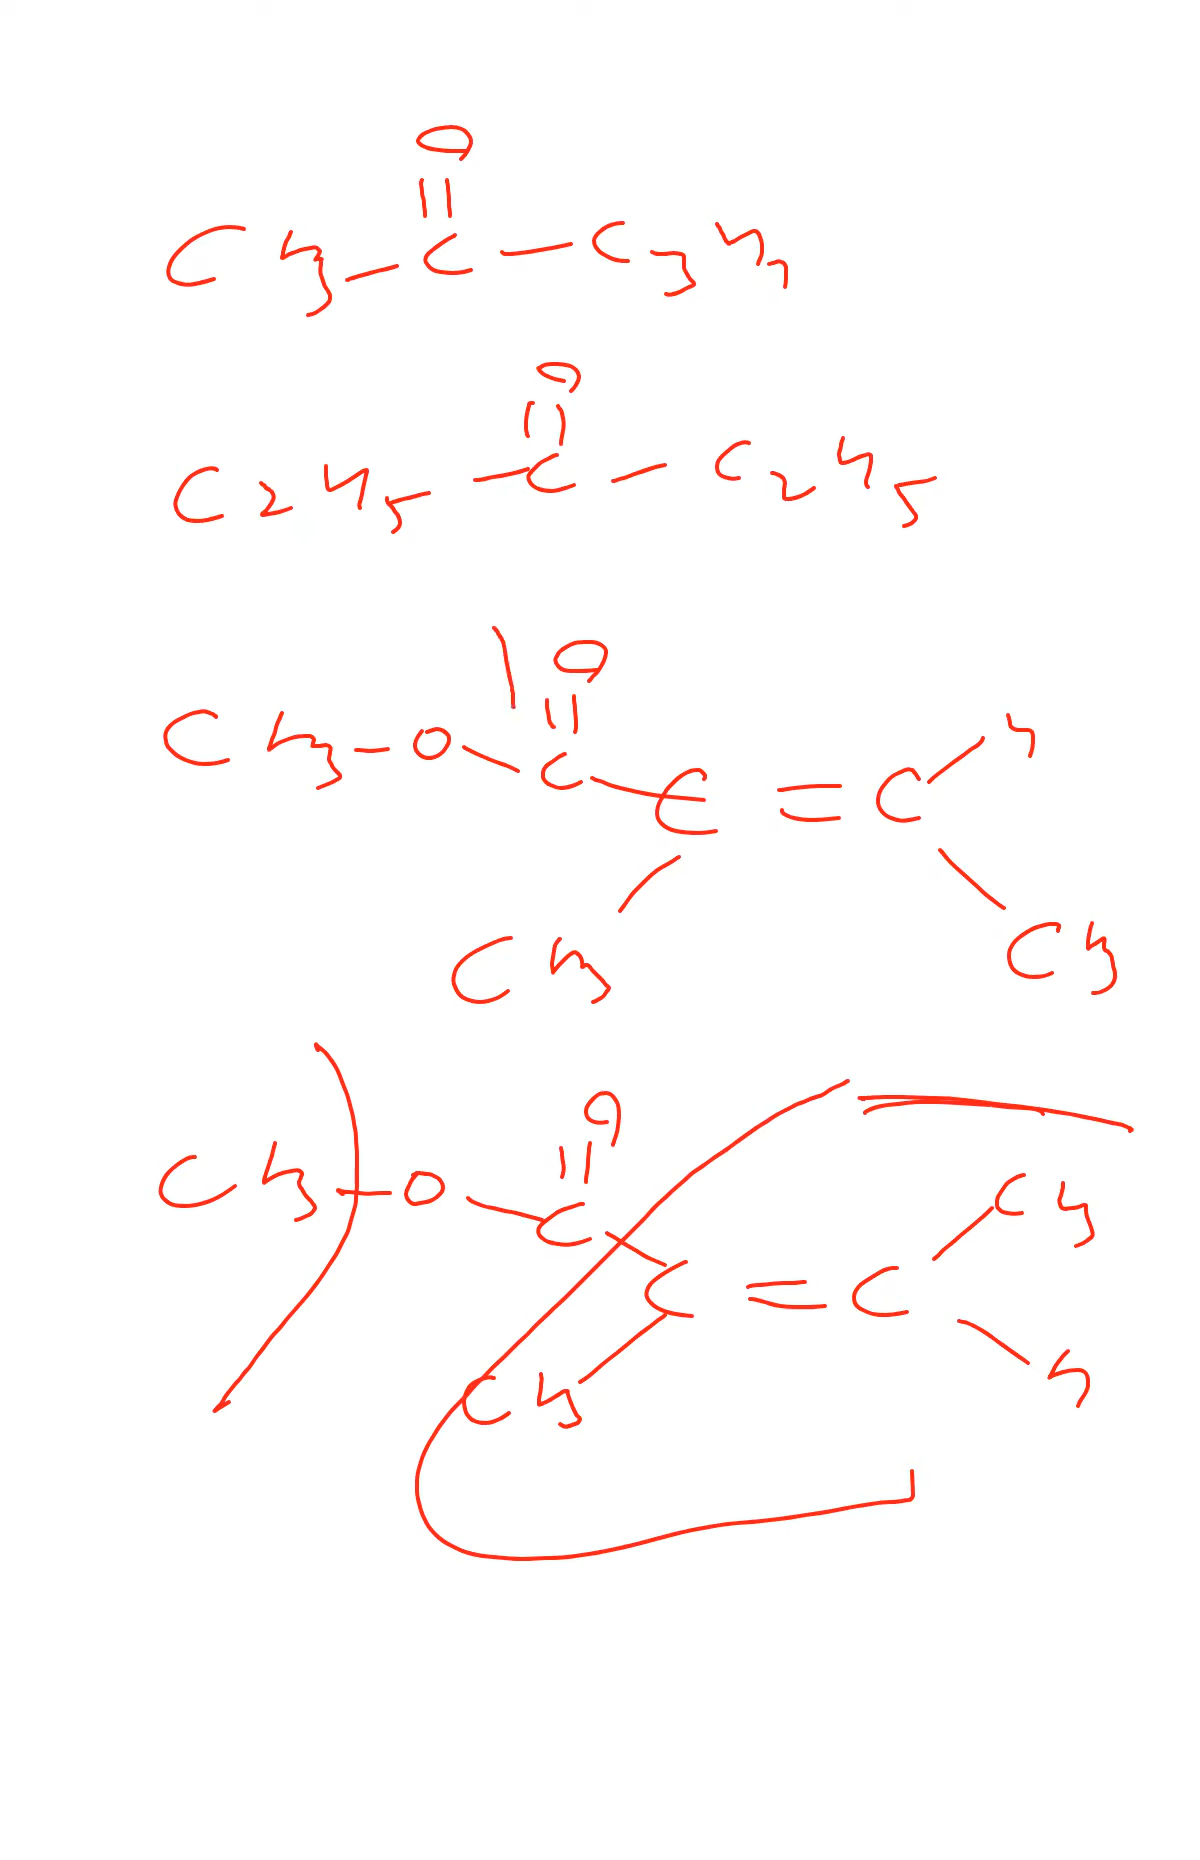 O
||
CH3 — C — C3H7
O
||
C2H5 — C — C2H5
O
||
CH3 — O — C — C = C — H
CH3 CH3
O
||
CH3 — O — C — C = C — CH3
CH3 H